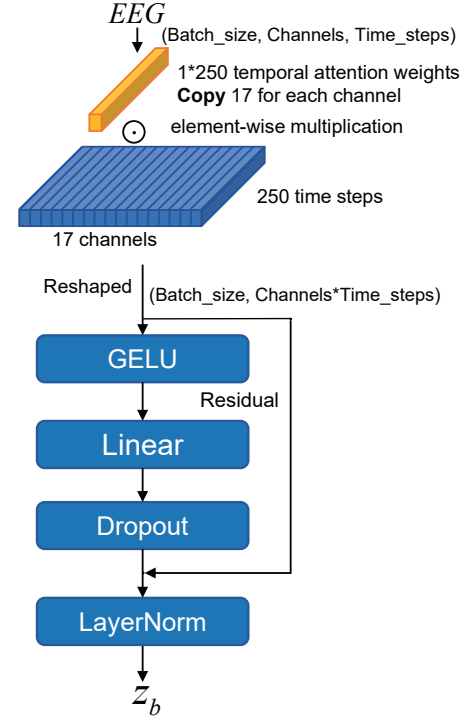 EEG
(Batch_size, Channels, Time_steps)
1*250 temporal attention weights
Copy 17 for each channel
element-wise multiplication
250 time steps
17 channels
Reshaped
(Batch_size, Channels*Time_steps)
GELU
Residual
Linear
Dropout
LayerNorm
z_b